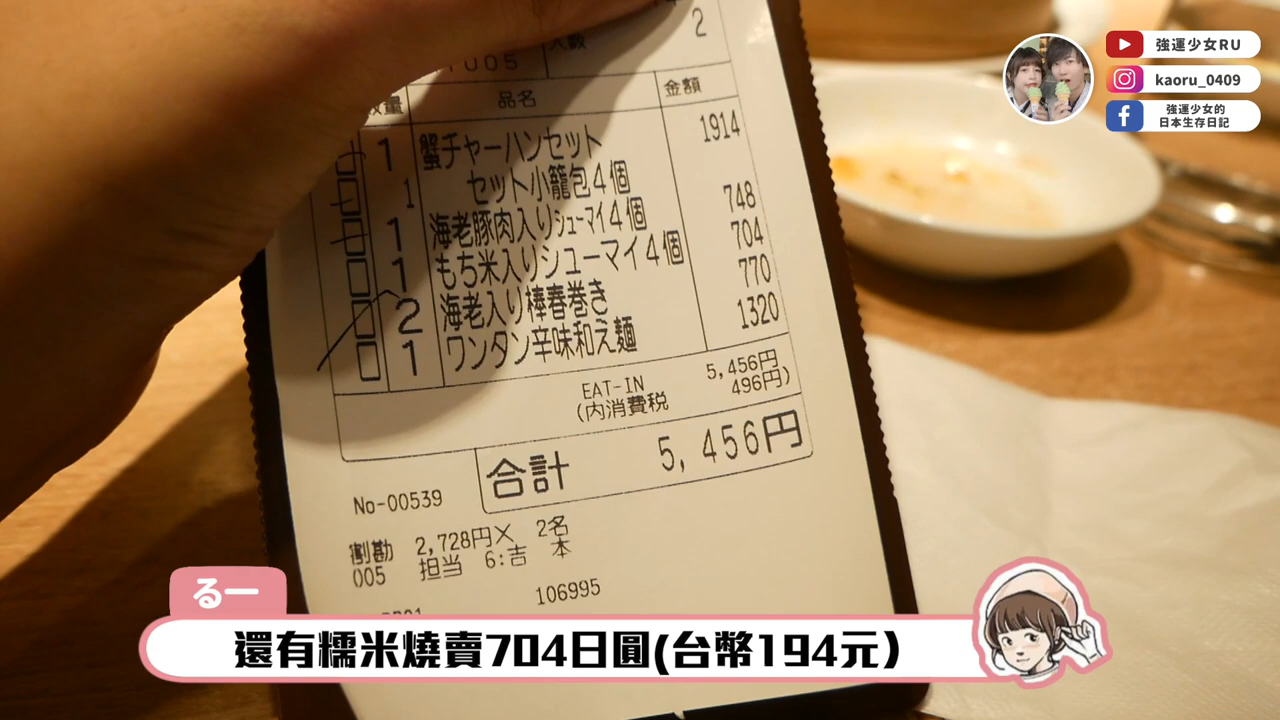 強運少女RU
kaoru_0409
強運少女的
日本生存日記
人数 2
品名 金額
1 蟹チャーハンセット 1914
1 セット小籠包4個
1 海老豚肉入りシューマイ4個 748
1 もち米入りシューマイ4個 704
2 海老入り棒春巻き 770
1 ワンタン辛味和え麺 1320
EAT-IN 5,456円
(内消費税 496円)
合計 5,456円
No-00539
割勘 2,728円X 2名
005 担当 6:吉 本
106995
るー
還有糯米燒賣704日圓(台幣194元)